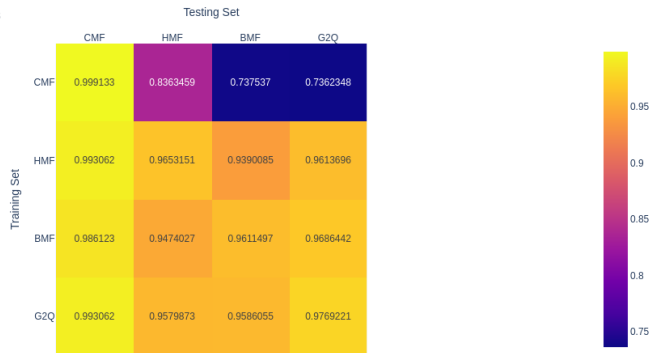 Testing Set
CMF HMF BMF G2Q
CMF 0.999133 0.8363459 0.737537 0.7362348
0.95
HMF 0.993062 0.9653151 0.9390085 0.9613696
0.9
Training Set
0.85
BMF 0.986123 0.9474027 0.9611497 0.9686442
0.8
G2Q 0.993062 0.9579873 0.9586055 0.9769221
0.75